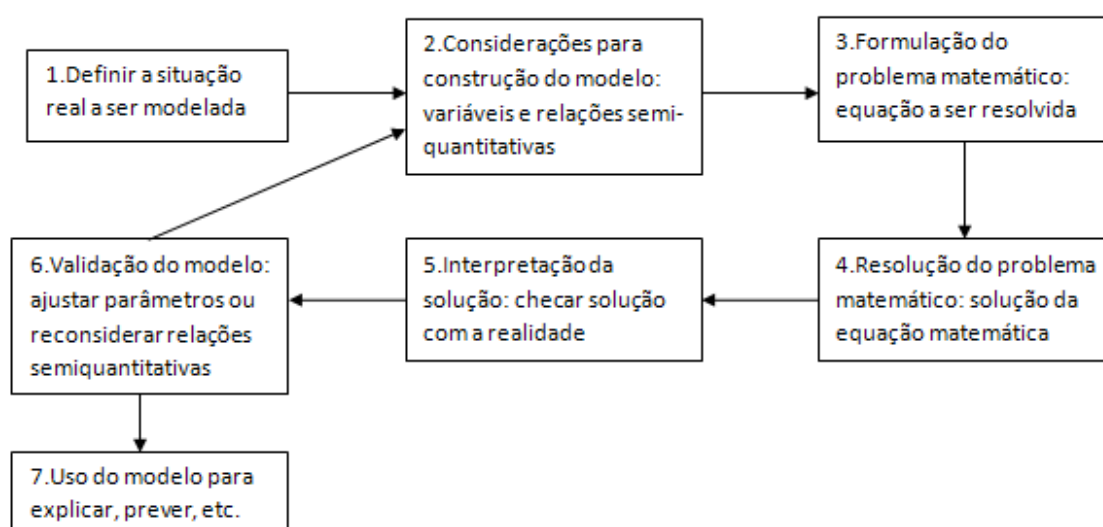 1.Definir a situação
real a ser modelada
2.Considerações para
construção do modelo:
variáveis e relações semi-
quantitativas
3.Formulação do
problema matemático:
equação a ser resolvida
4.Resolução do problema
matemático: solução da
equação matemática
5.Interpretação da
solução: checar solução
com a realidade
6.Validação do modelo:
ajustar parâmetros ou
reconsiderar relações
semiquantitativas
7.Uso do modelo para
explicar, prever, etc.